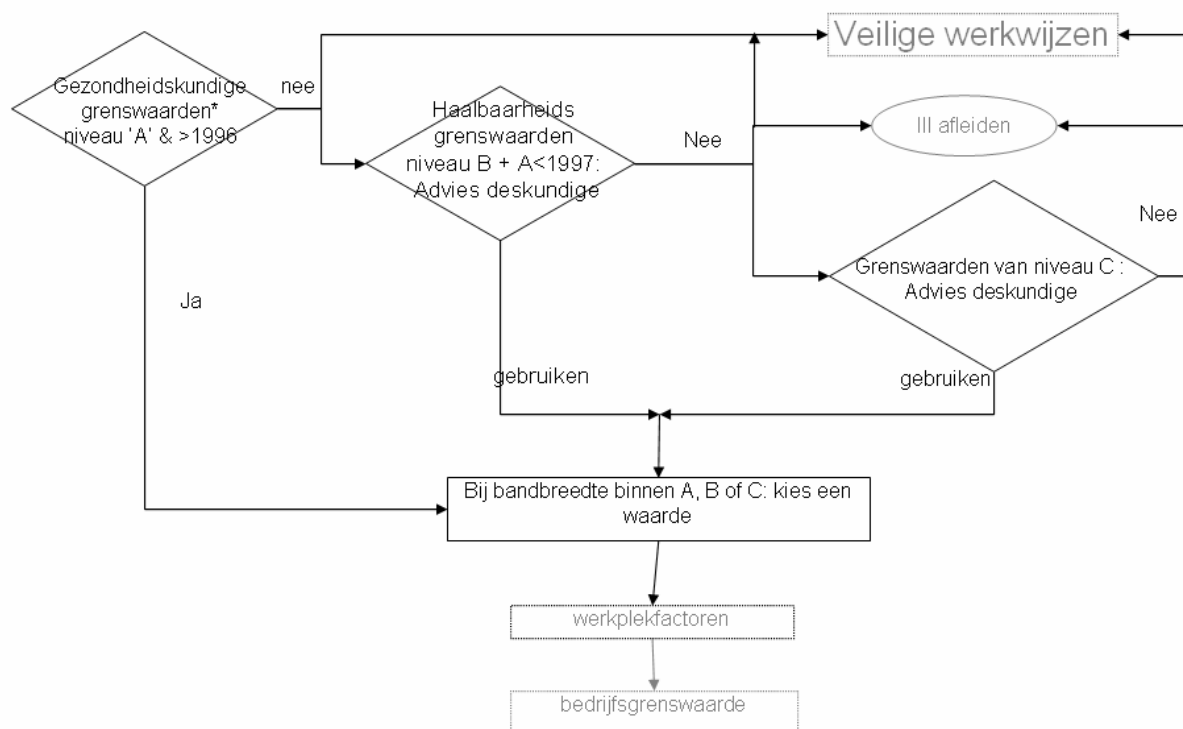 Veilige werkwijzen
Gezondheidskundige
grenswaarden*
niveau 'A' & >1996
nee
Haalbaarheids
grenswaarden
niveau B + A<1997:
Advies deskundige
Nee
III afleiden
Nee
Grenswaarden van niveau C :
Advies deskundige
Ja
gebruiken
gebruiken
Bij bandbreedte binnen A, B of C: kies een
waarde
werkplekfactoren
bedrijfsgrenswaarde